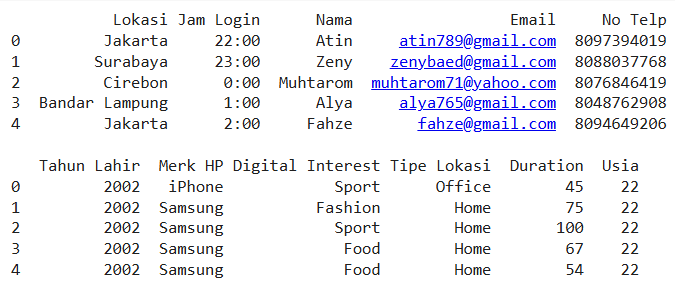 Lokasi Jam Login Nama Email No Telp
0 Jakarta 22:00 Atin atin789@gmail.com 8097394019
1 Surabaya 23:00 Zeny zenybaed@gmail.com 8088037768
2 Cirebon 0:00 Muhtarom muhtarom71@yahoo.com 8076846419
3 Bandar Lampung 1:00 Alya alya765@gmail.com 8048762908
4 Jakarta 2:00 Fahze fahze@gmail.com 8094649206
Tahun Lahir Merk HP Digital Interest Tipe Lokasi Duration Usia
0 2002 iPhone Sport Office 45 22
1 2002 Samsung Fashion Home 75 22
2 2002 Samsung Sport Home 100 22
3 2002 Samsung Food Home 67 22
4 2002 Samsung Food Home 54 22